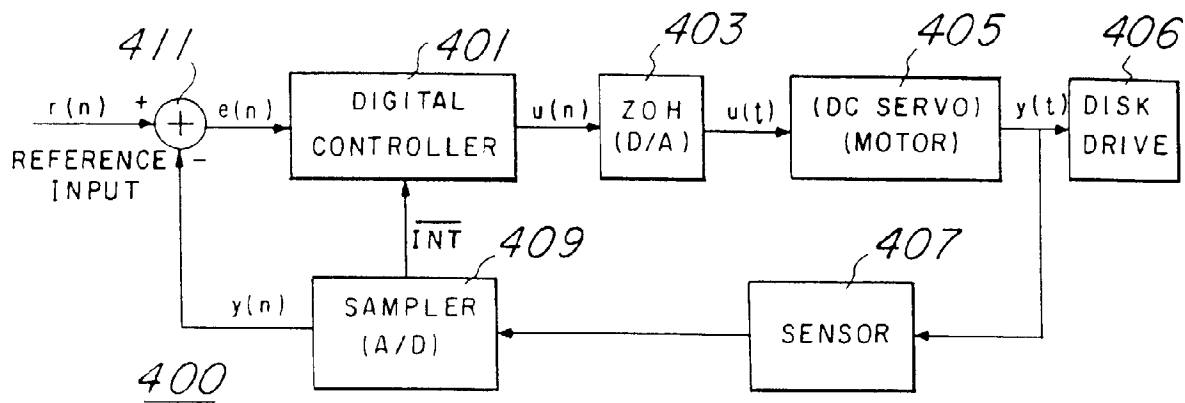 411
r(n)
+
+
e(n)
−
REFERENCE
INPUT
401
DIGITAL
CONTROLLER
u(n)
403
ZOH
(D/A)
u(t)
405
(DC SERVO)
(MOTOR)
y(t)
406
DISK
DRIVE
INT
409
SAMPLER
(A/D)
y(n)
407
SENSOR
400